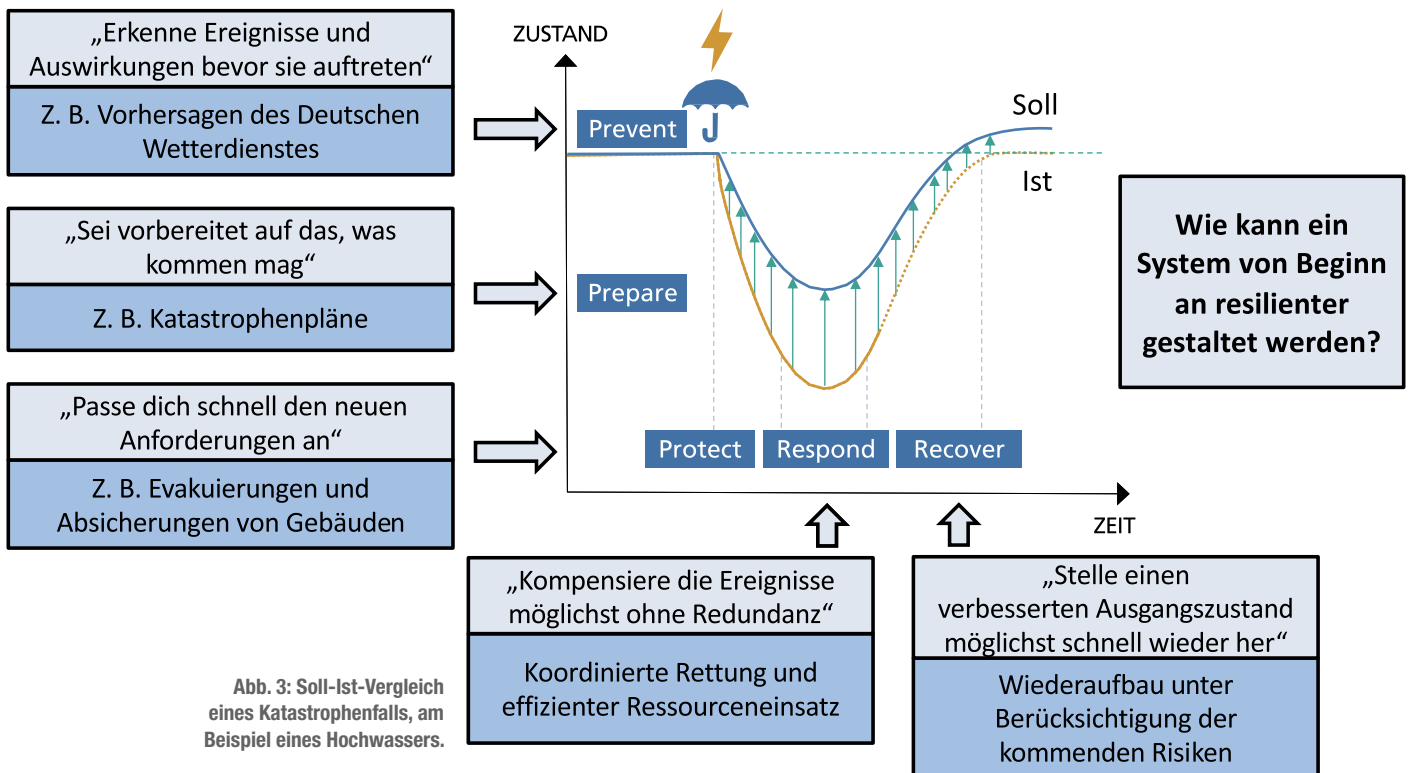 „Erkenne Ereignisse und
Auswirkungen bevor sie auftreten“
Z. B. Vorhersagen des Deutschen
Wetterdienstes
„Sei vorbereitet auf das, was
kommen mag“
Z. B. Katastrophenpläne
„Passe dich schnell den neuen
Anforderungen an“
Z. B. Evakuierungen und
Absicherungen von Gebäuden
ZUSTAND
Prevent
Prepare
Protect
Respond
Recover
Soll
Ist
ZEIT
Wie kann ein
System von Beginn
an resilienter
gestaltet werden?
„Kompensiere die Ereignisse
möglichst ohne Redundanz“
Koordinierte Rettung und
effizienter Ressourceneinsatz
„Stelle einen
verbesserten Ausgangszustand
möglichst schnell wieder her“
Wiederaufbau unter
Berücksichtigung der
kommenden Risiken
Abb. 3: Soll-Ist-Vergleich
eines Katastrophenfalls, am
Beispiel eines Hochwassers.